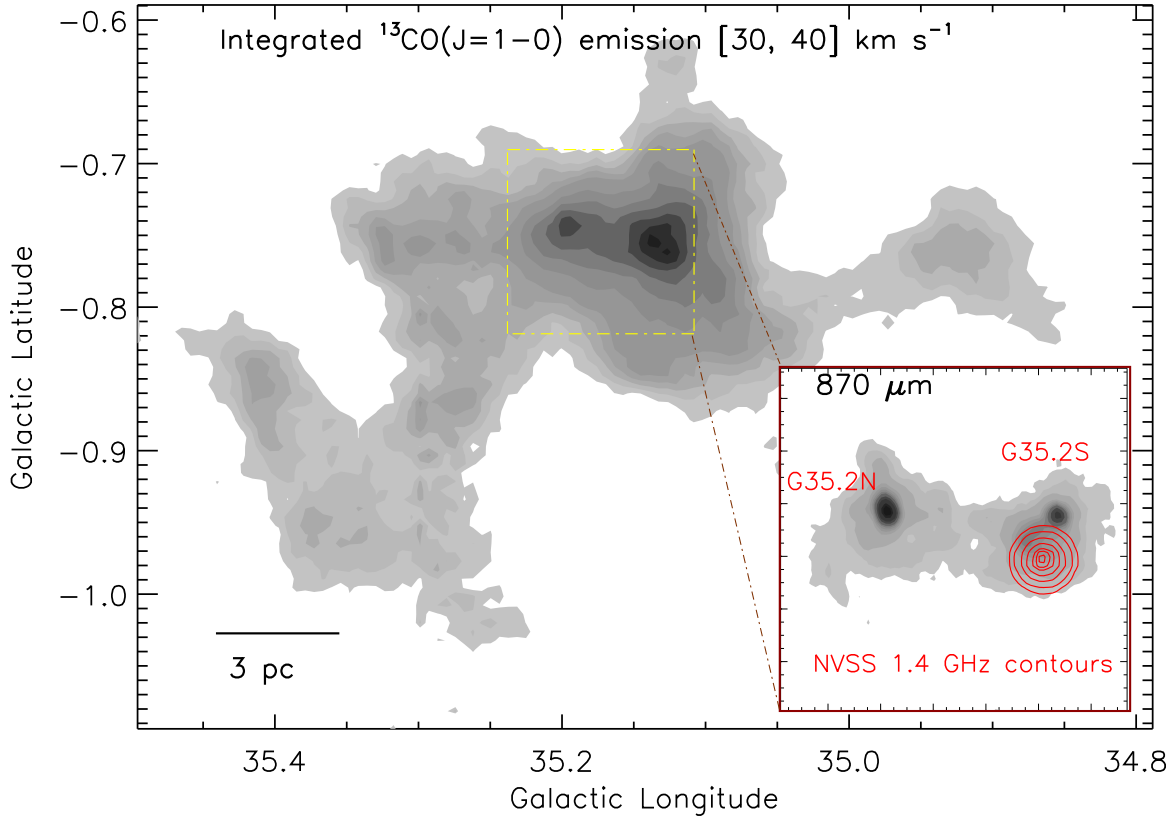 Integrated ¹³CO(J=1−0) emission [30, 40] km s⁻¹
−0.6
−0.7
−0.8
−0.9
−1.0
Galactic Latitude
870 μm
G35.2S
G35.2N
NVSS 1.4 GHz contours
3 pc
35.4
35.2
35.0
34.8
Galactic Longitude